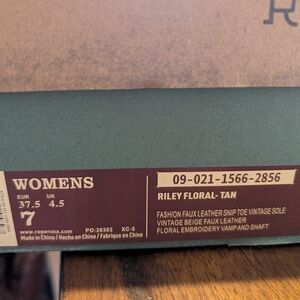 R
WOMENS
EUR UK
37.5 4.5
7
09-021-1566-2856
RILEY FLORAL- TAN
FASHION FAUX LEATHER SNIP TOE VINTAGE SOLE
VINTAGE BEIGE FAUX LEATHER
FLORAL EMBROIDERY VAMP AND SHAFT
www.roperusa.com PO:28302 XC-5
Made in China / Hecho en China / Fabrique en Chine